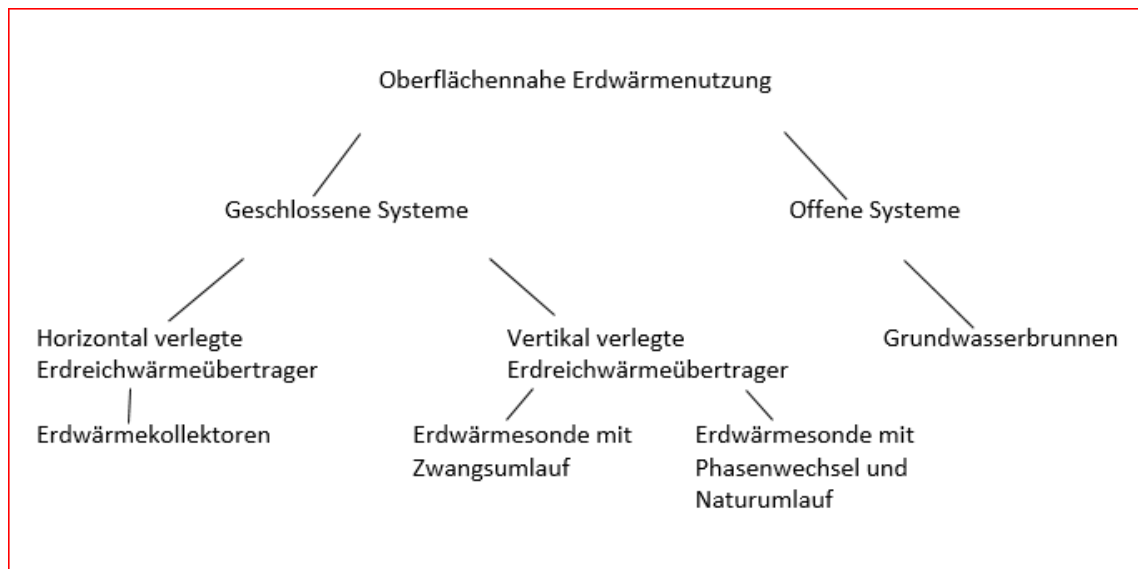 Oberflächennahe Erdwärmenutzung
Geschlossene Systeme
Offene Systeme
Horizontal verlegte
Erdreichwärmeübertrager
Vertikal verlegte
Erdreichwärmeübertrager
Grundwasserbrunnen
Erdwärmekollektoren
Erdwärmesonde mit
Zwangsumlauf
Erdwärmesonde mit
Phasenwechsel und
Naturumlauf